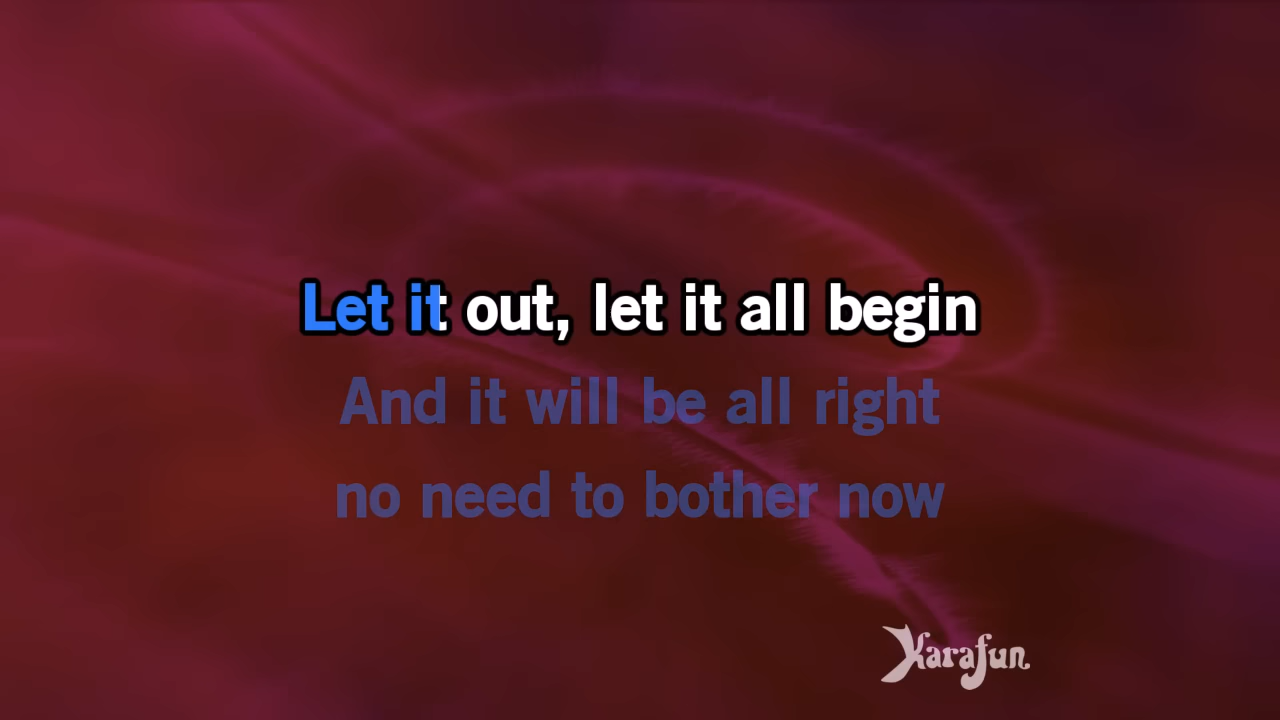 Let it out, let it all begin
And it will be all right
no need to bother now
Karafun